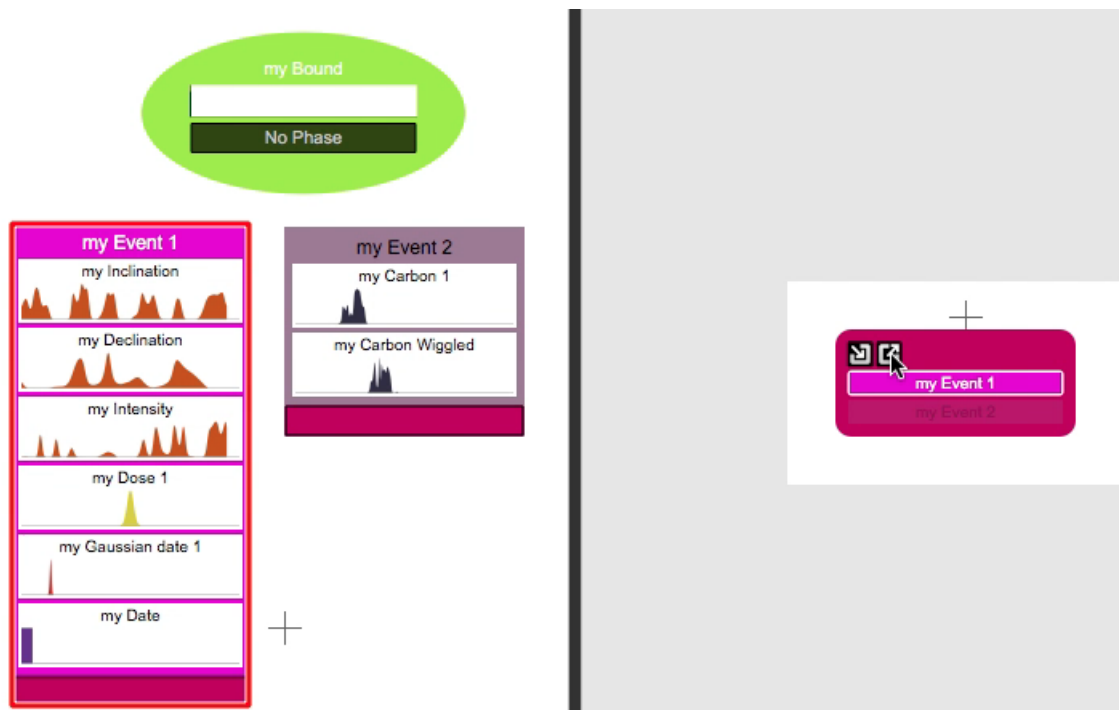 my Bound
No Phase
my Event 1
my Inclination
my Declination
my Intensity
my Dose 1
my Gaussian date 1
my Date
my Event 2
my Carbon 1
my Carbon Wiggled
my Event 1
my Event 2